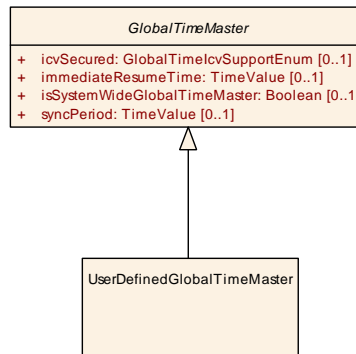 GlobalTimeMaster
+ icvSecured: GlobalTimeIcvSupportEnum [0..1]
+ immediateResumeTime: TimeValue [0..1]
+ isSystemWideGlobalTimeMaster: Boolean [0..1
+ syncPeriod: TimeValue [0..1]
UserDefinedGlobalTimeMaster